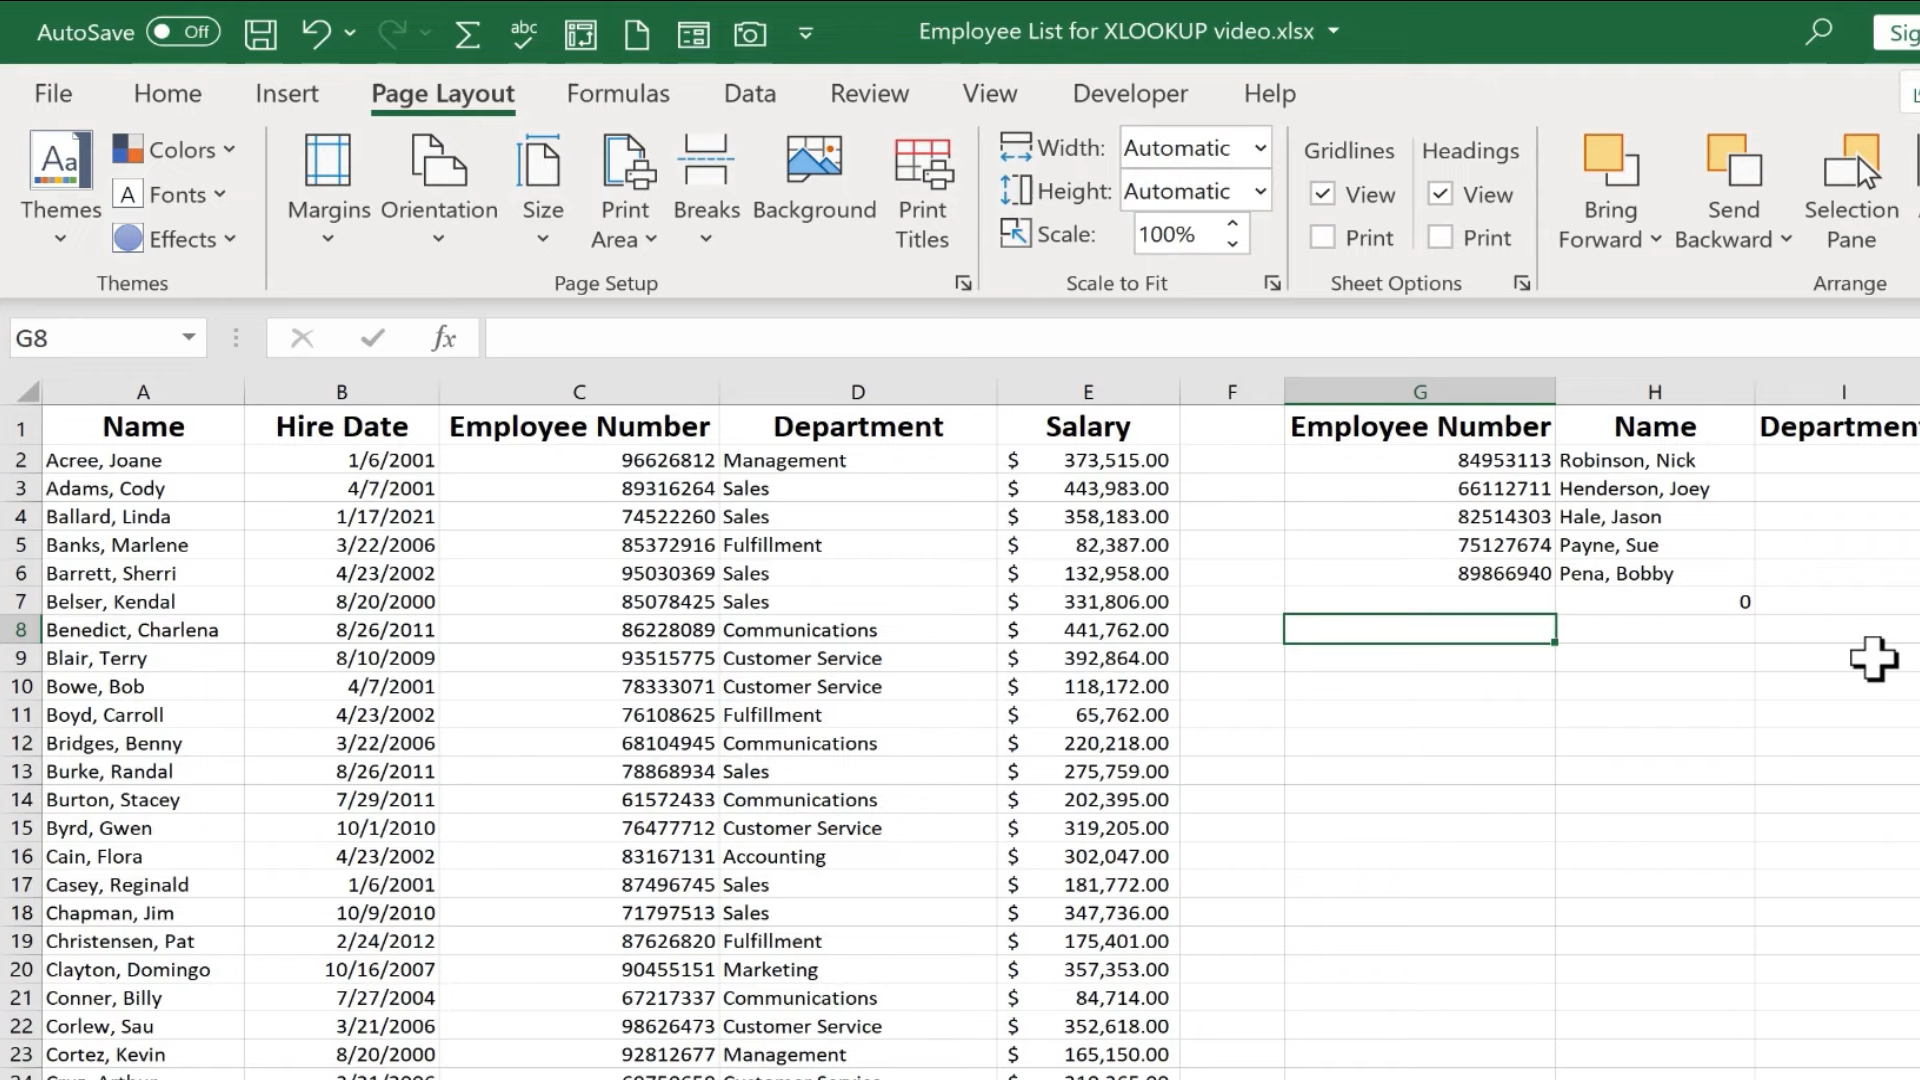 AutoSave Off abc Employee List for XLOOKUP video.xlsx Sig
File Home Insert Page Layout Formulas Data Review View Developer Help
Aa Themes Colors A Fonts Effects Themes
Margins Orientation Size Print Area Breaks Background Print Titles Page Setup
Width: Automatic Height: Automatic Scale: 100% Scale to Fit
Gridlines View Print Headings View Print Sheet Options
Bring Forward Send Backward Selection Pane Arrange
G8 fx
A B C D E F G H I
1 Name Hire Date Employee Number Department Salary Employee Number Name Department
2 Acree, Joane 1/6/2001 96626812 Management $ 373,515.00 84953113 Robinson, Nick
3 Adams, Cody 4/7/2001 89316264 Sales $ 443,983.00 66112711 Henderson, Joey
4 Ballard, Linda 1/17/2021 74522260 Sales $ 358,183.00 82514303 Hale, Jason
5 Banks, Marlene 3/22/2006 85372916 Fulfillment $ 82,387.00 75127674 Payne, Sue
6 Barrett, Sherri 4/23/2002 95030369 Sales $ 132,958.00 89866940 Pena, Bobby
7 Belser, Kendal 8/20/2000 85078425 Sales $ 331,806.00 0
8 Benedict, Charlena 8/26/2011 86228089 Communications $ 441,762.00
9 Blair, Terry 8/10/2009 93515775 Customer Service $ 392,864.00
10 Bowe, Bob 4/7/2001 78333071 Customer Service $ 118,172.00
11 Boyd, Carroll 4/23/2002 76108625 Fulfillment $ 65,762.00
12 Bridges, Benny 3/22/2006 68104945 Communications $ 220,218.00
13 Burke, Randal 8/26/2011 78868934 Sales $ 275,759.00
14 Burton, Stacey 7/29/2011 61572433 Communications $ 202,395.00
15 Byrd, Gwen 10/1/2010 76477712 Customer Service $ 319,205.00
16 Cain, Flora 4/23/2002 83167131 Accounting $ 302,047.00
17 Casey, Reginald 1/6/2001 87496745 Sales $ 181,772.00
18 Chapman, Jim 10/9/2010 71797513 Sales $ 347,736.00
19 Christensen, Pat 2/24/2012 87626820 Fulfillment $ 175,401.00
20 Clayton, Domingo 10/16/2007 90455151 Marketing $ 357,353.00
21 Conner, Billy 7/27/2004 67217337 Communications $ 84,714.00
22 Corlew, Sau 3/21/2006 98626473 Customer Service $ 352,618.00
23 Cortez, Kevin 8/20/2000 92812677 Management $ 165,150.00